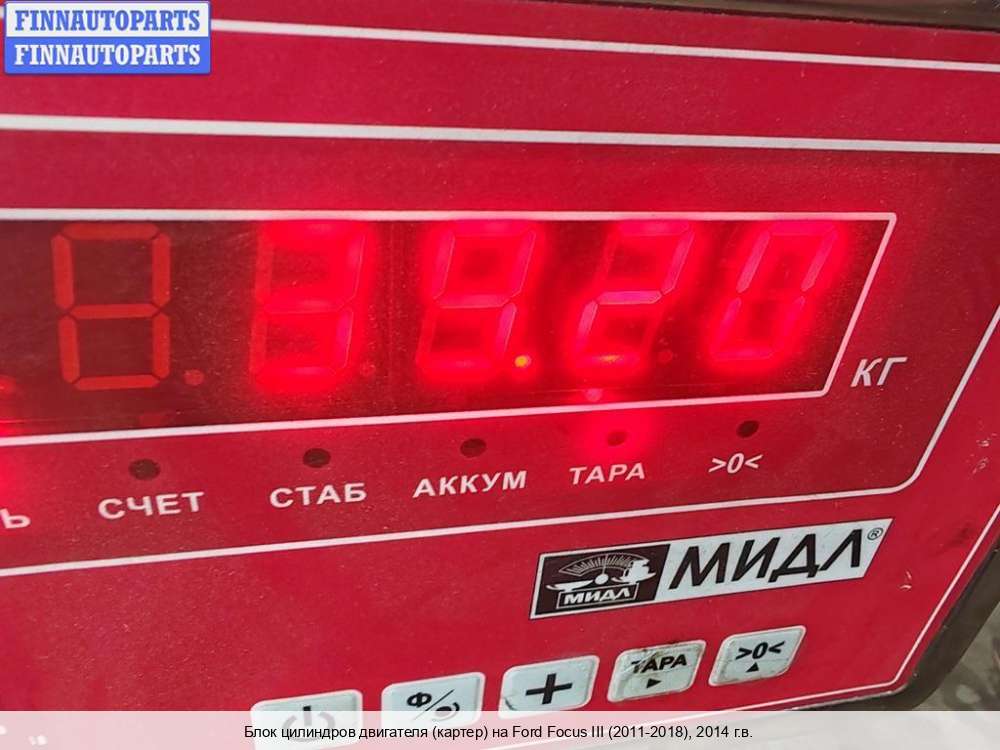 FINNAUTOPARTS
FINNAUTOPARTS
39.20
КГ
Ь СЧЕТ СТАБ АККУМ ТАРА >0<
МИДЛ МИДЛ®
Ф + ТАРА >0<
Блок цилиндров двигателя (картер) на Ford Focus III (2011-2018), 2014 г.в.